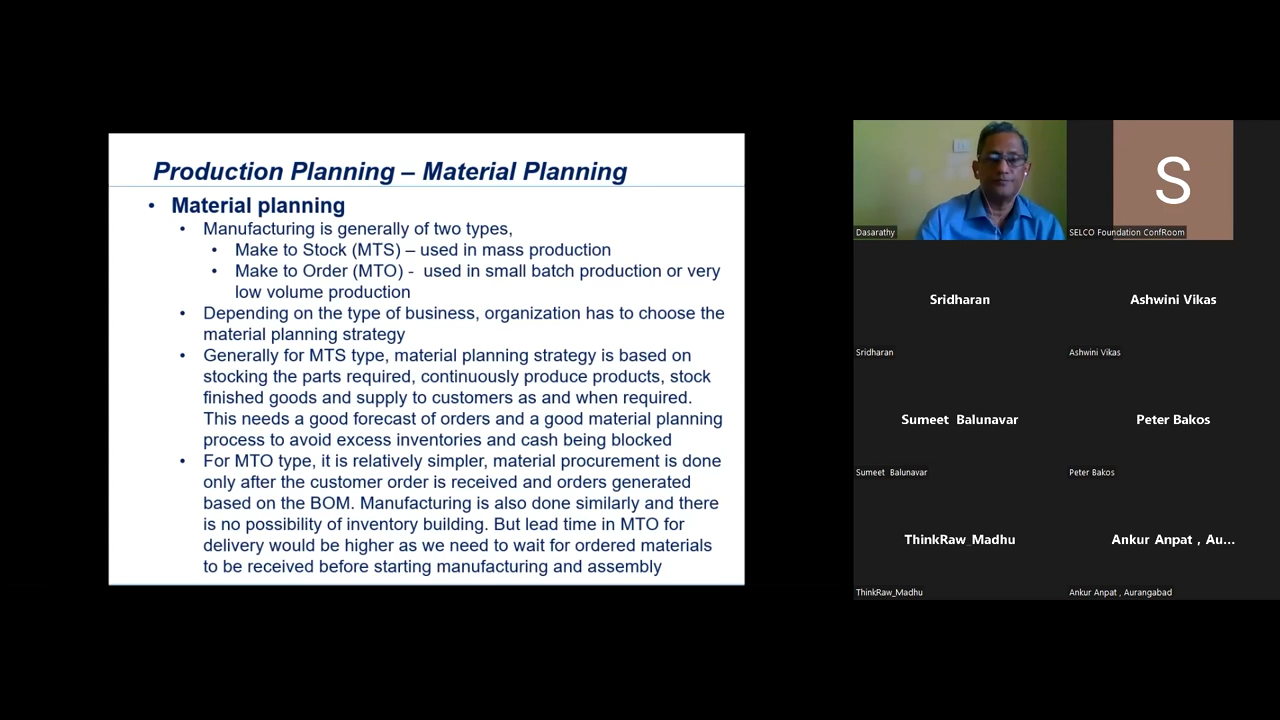 Production Planning – Material Planning
• Material planning
• Manufacturing is generally of two types,
• Make to Stock (MTS) – used in mass production
• Make to Order (MTO) - used in small batch production or very
low volume production
• Depending on the type of business, organization has to choose the
material planning strategy
• Generally for MTS type, material planning strategy is based on
stocking the parts required, continuously produce products, stock
finished goods and supply to customers as and when required.
This needs a good forecast of orders and a good material planning
process to avoid excess inventories and cash being blocked
• For MTO type, it is relatively simpler, material procurement is done
only after the customer order is received and orders generated
based on the BOM. Manufacturing is also done similarly and there
is no possibility of inventory building. But lead time in MTO for
delivery would be higher as we need to wait for ordered materials
to be received before starting manufacturing and assembly
S
Dasarathy
SELCO Foundation ConfRoom
Sridharan
Ashwini Vikas
Sridharan
Ashwini Vikas
Sumeet Balunavar
Peter Bakos
Sumeet Balunavar
Peter Bakos
ThinkRaw_Madhu
Ankur Anpat , Au...
ThinkRaw_Madhu
Ankur Anpat , Aurangabad